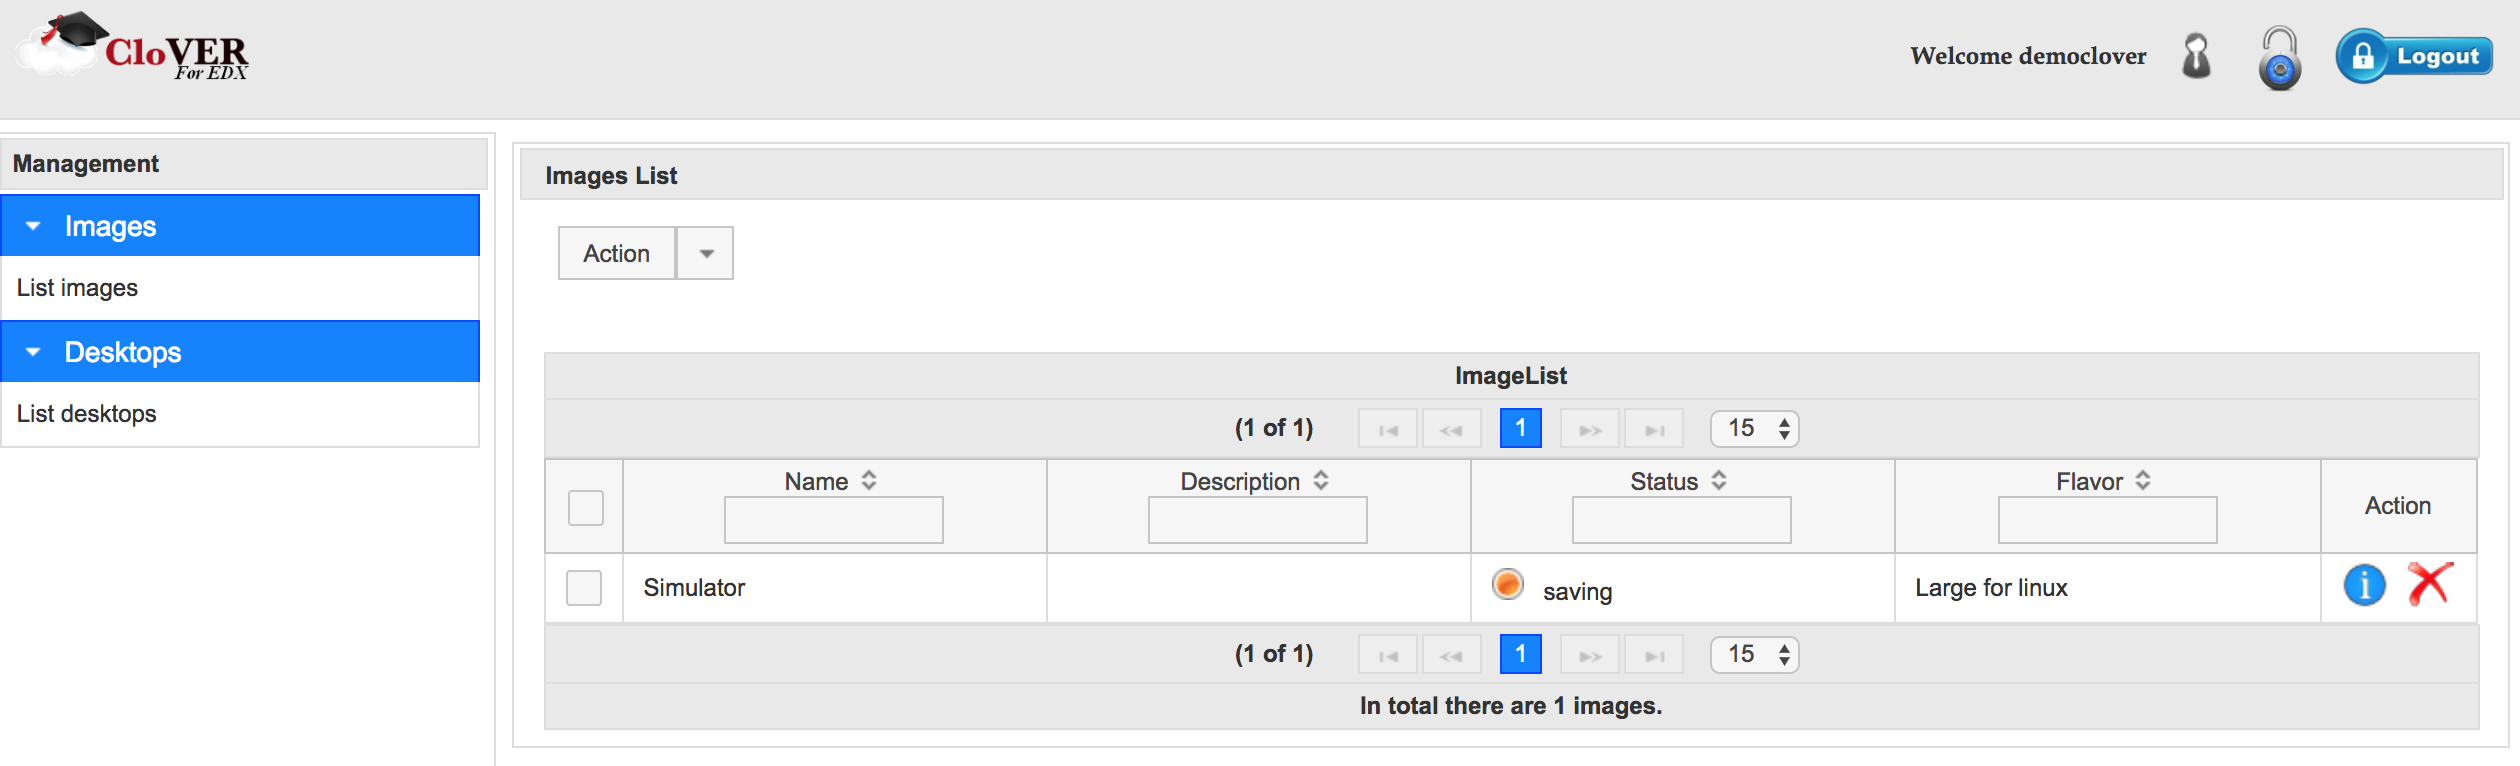 CloVER
For EDX
Welcome democlover
Logout
Management
Images
List images
Desktops
List desktops
Images List
Action
ImageList
(1 of 1) 1 15
Name Description Status Flavor Action
Simulator saving Large for linux
(1 of 1) 1 15
In total there are 1 images.